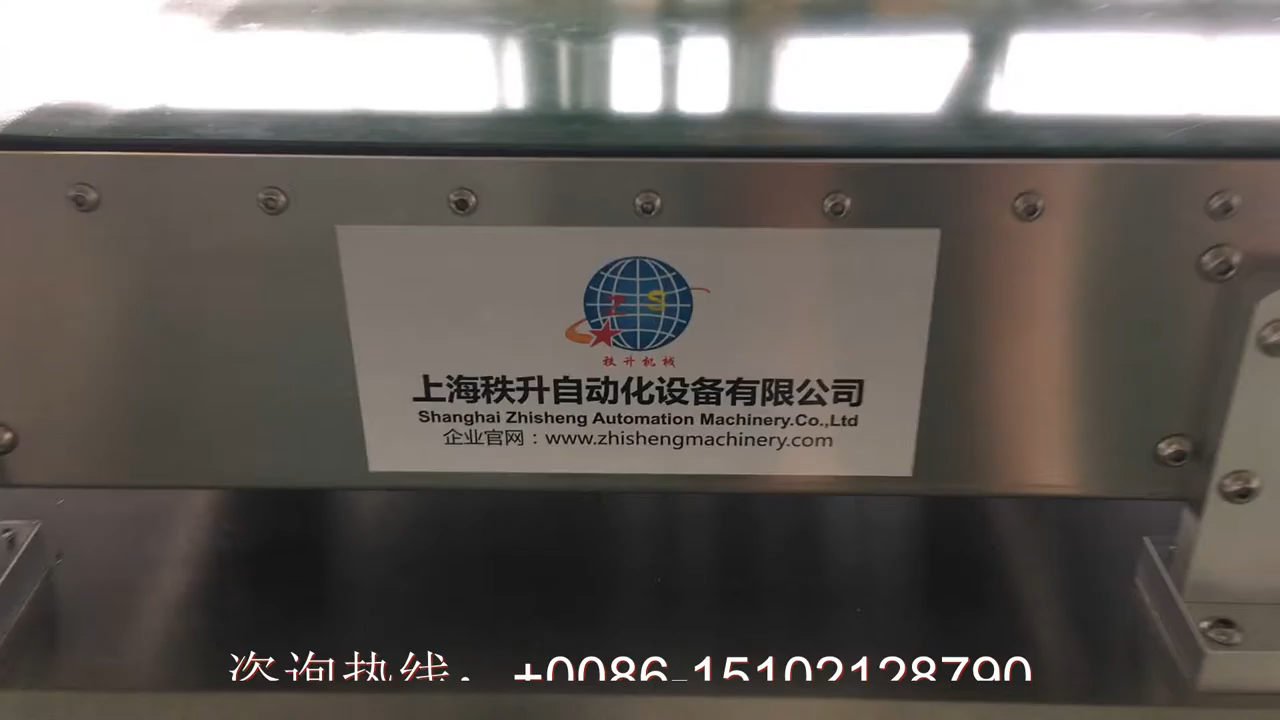 Z S
秩升机械
上海秩升自动化设备有限公司
Shanghai Zhisheng Automation Machinery.Co.,Ltd
企业官网：www.zhishengmachinery.com
咨询热线：+0086-15102128790